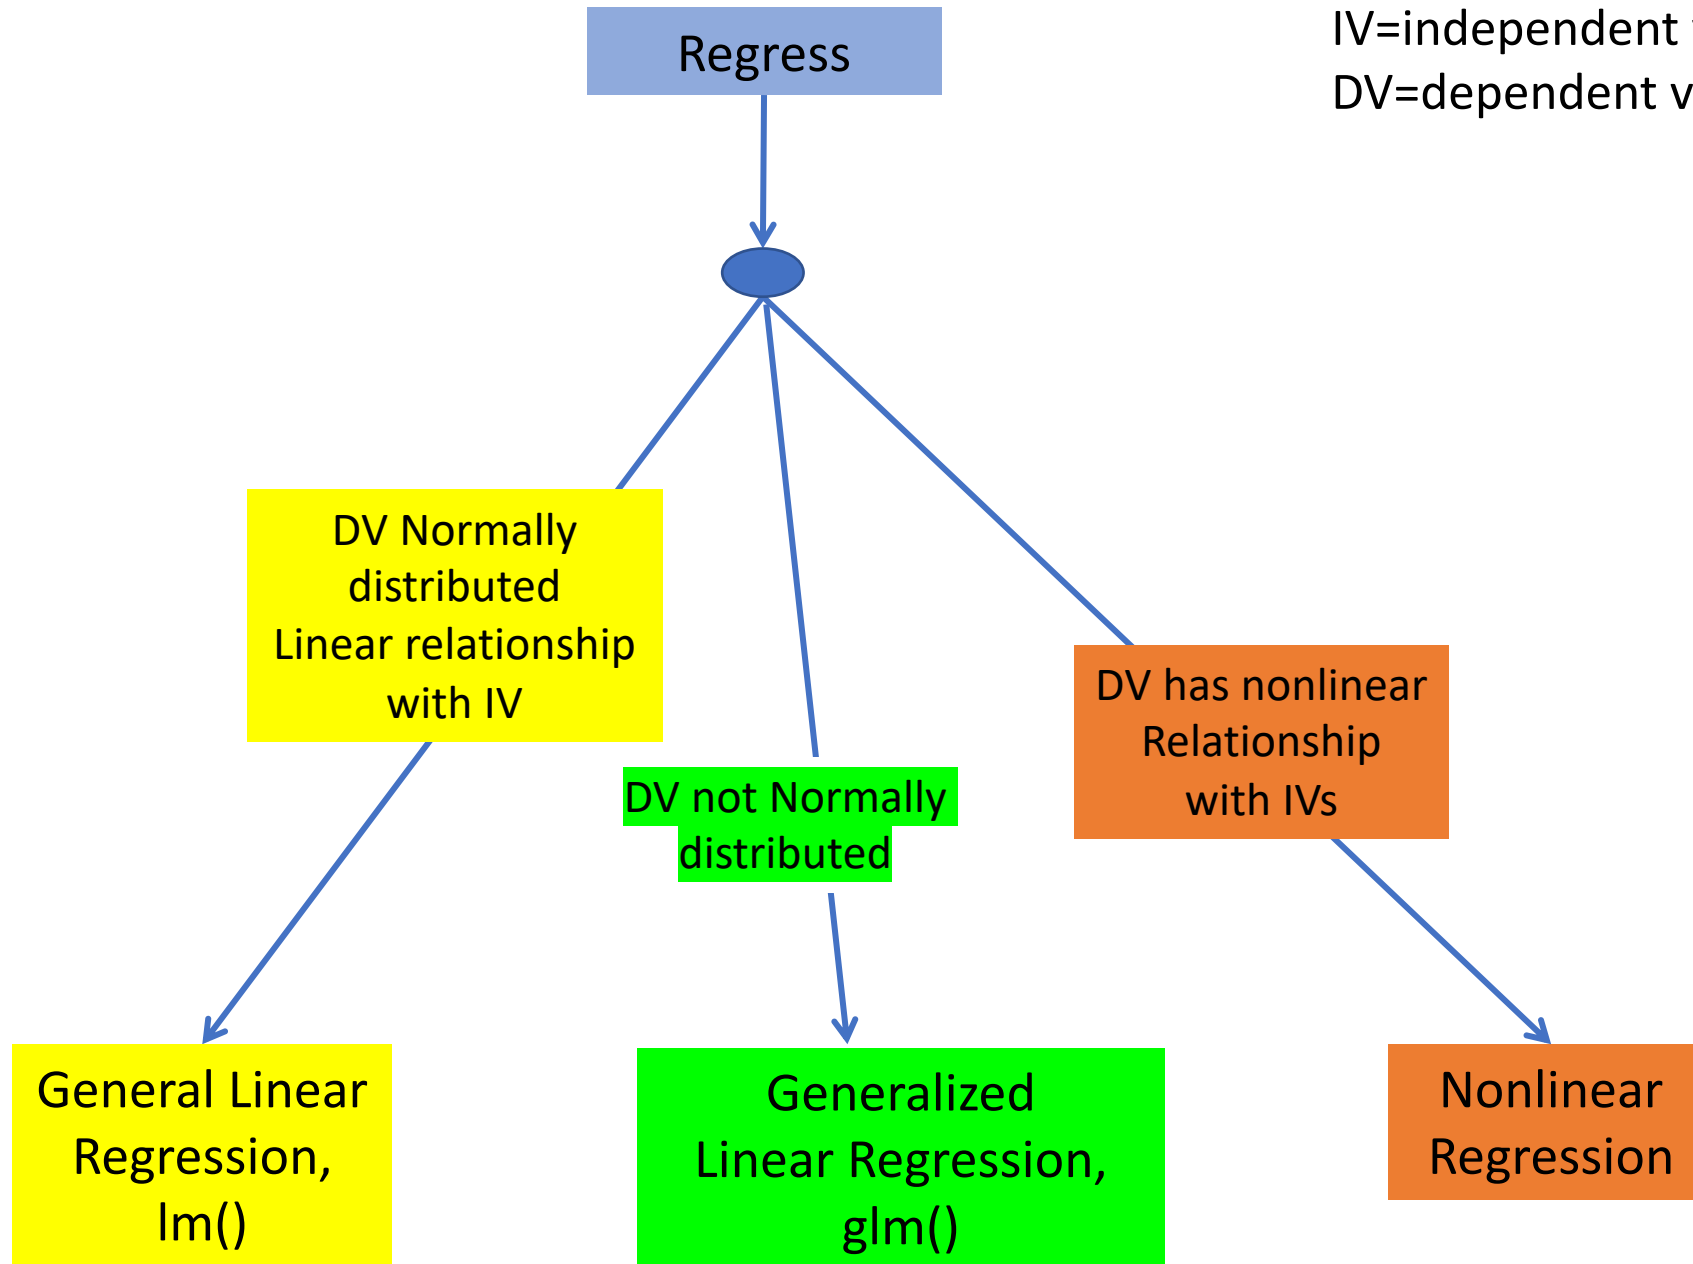 Regress
IV=independent
DV=dependent v
DV Normally
distributed
Linear relationship
with IV
DV not Normally
distributed
DV has nonlinear
Relationship
with IVs
General Linear
Regression,
lm()
Generalized
Linear Regression,
glm()
Nonlinear
Regression